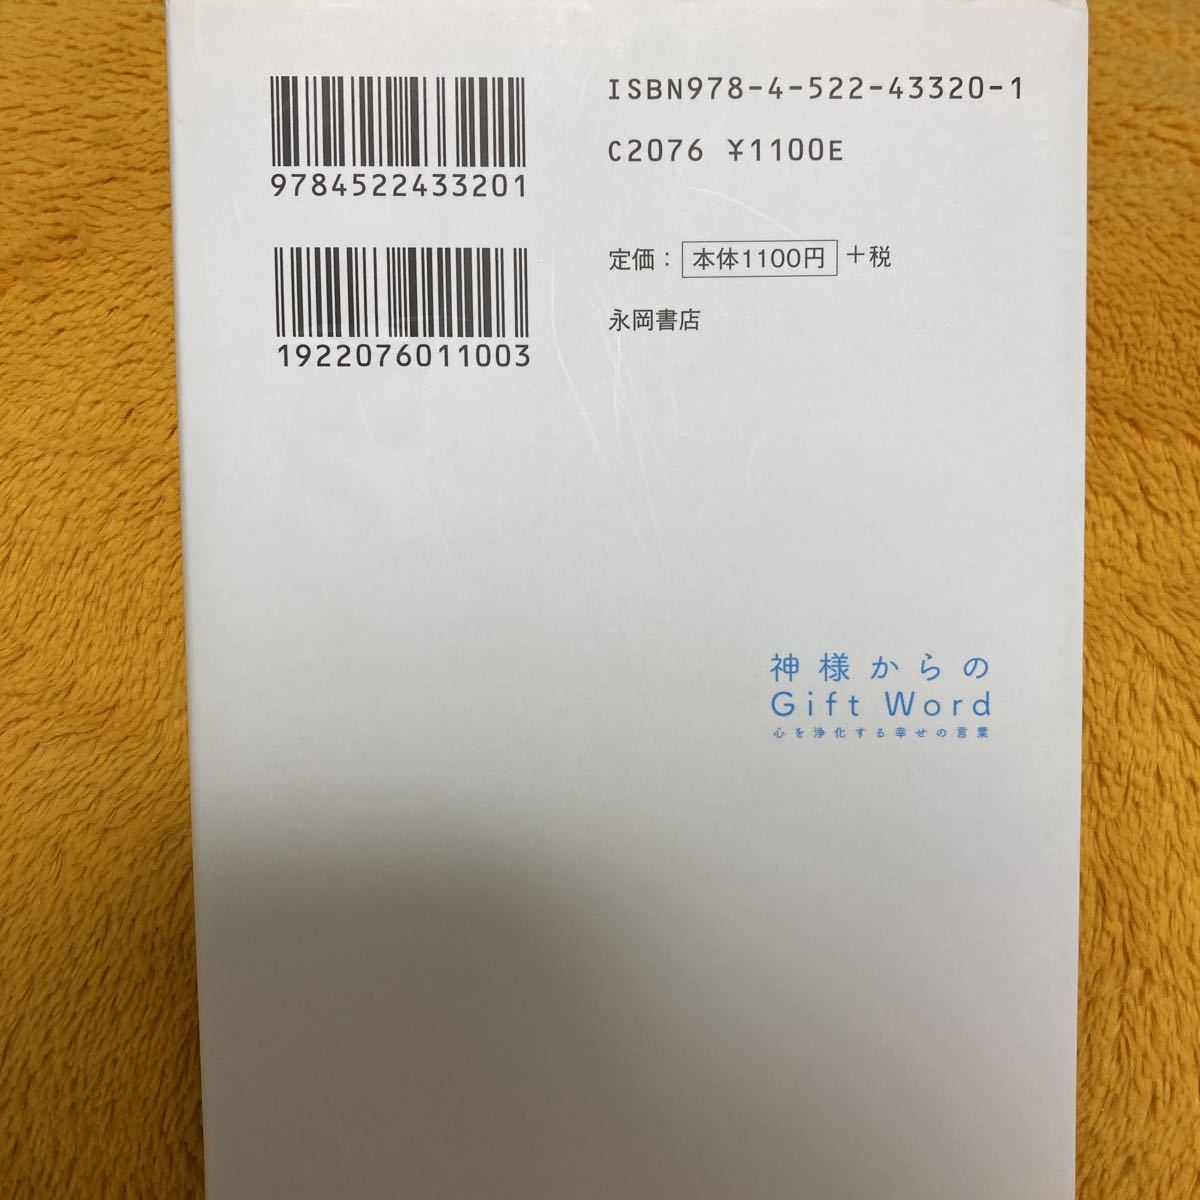 ISBN978-4-522-43320-1
9784522433201
C2076 ¥1100E
定価：本体1100円+税
永岡書店
1922076011003
神様からの
Gift Word
心を浄化する幸せの言葉